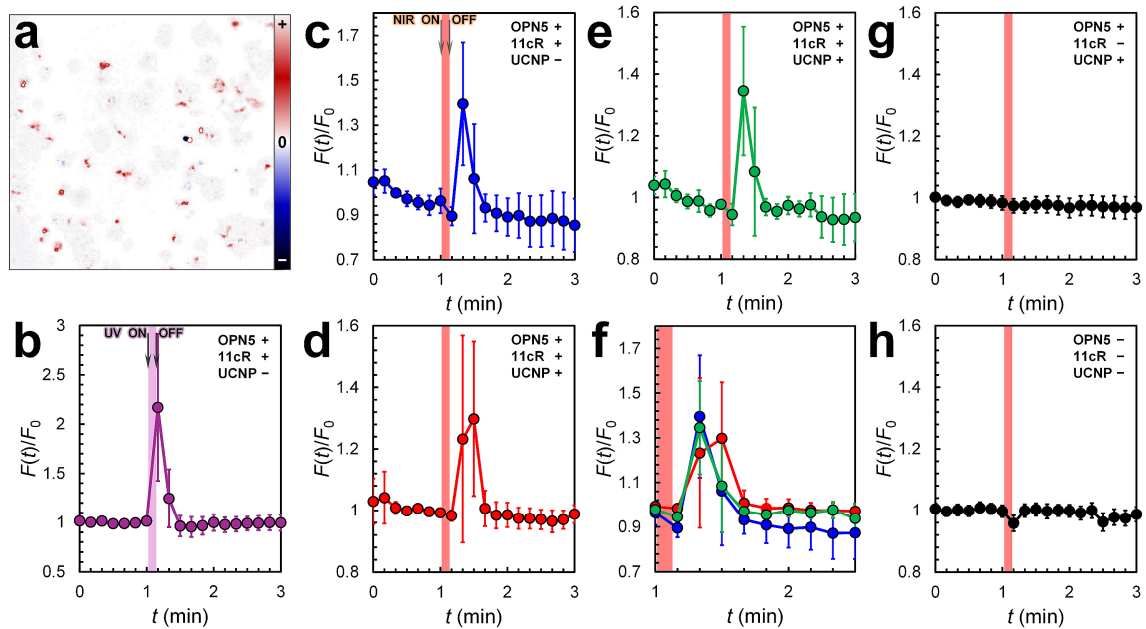 a
+
0
−
b
UV ON OFF
OPN5 +
11cR +
UCNP −
3
2.5
2
1.5
1
0.5
F(t)/F0
0 1 2 3
t (min)
c
NIR ON OFF
OPN5 +
11cR +
UCNP −
1.7
1.5
1.3
1.1
0.9
0.7
F(t)/F0
0 1 2 3
t (min)
d
OPN5 +
11cR +
UCNP +
1.6
1.4
1.2
1
0.8
F(t)/F0
0 1 2 3
t (min)
e
OPN5 +
11cR +
UCNP +
1.6
1.4
1.2
1
0.8
F(t)/F0
0 1 2 3
t (min)
f
1.7
1.5
1.3
1.1
0.9
0.7
F(t)/F0
1 2
t (min)
g
OPN5 +
11cR −
UCNP +
1.6
1.4
1.2
1
0.8
F(t)/F0
0 1 2 3
t (min)
h
OPN5 −
11cR −
UCNP −
1.6
1.4
1.2
1
0.8
F(t)/F0
0 1 2 3
t (min)